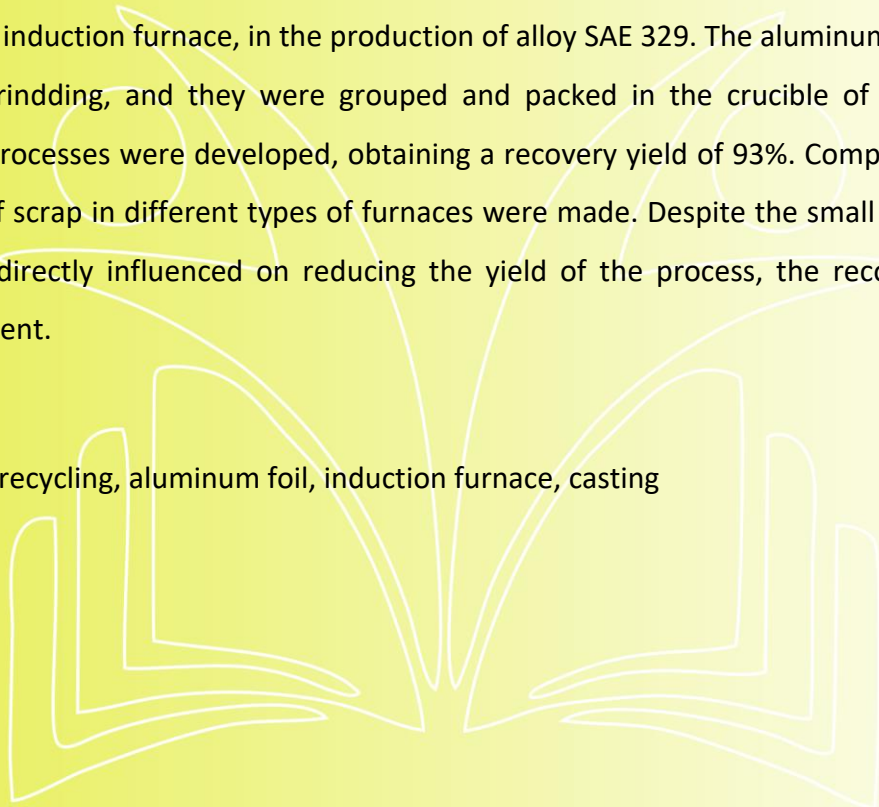 induction furnace, in the production of alloy SAE 329. The aluminum
rindding, and they were grouped and packed in the crucible of
rocesses were developed, obtaining a recovery yield of 93%. Comp
f scrap in different types of furnaces were made. Despite the small
directly influenced on reducing the yield of the process, the reco
ent.
recycling, aluminum foil, induction furnace, casting